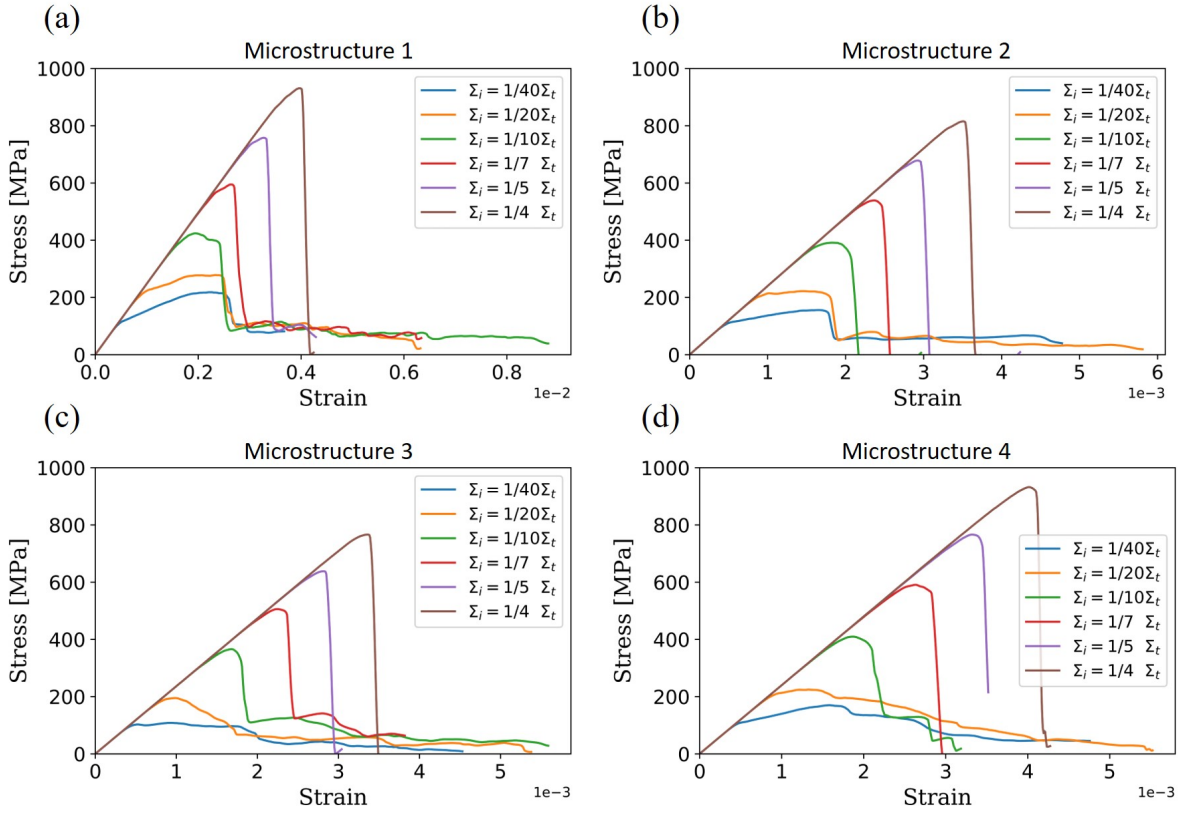 (a)
Microstructure 1
1000
800
600
400
200
0
Stress [MPa]
0.0
0.2
0.4
0.6
0.8
1e-2
Strain
Σi = 1/40Σt
Σi = 1/20Σt
Σi = 1/10Σt
Σi = 1/7 Σt
Σi = 1/5 Σt
Σi = 1/4 Σt
(b)
Microstructure 2
1000
800
600
400
200
0
Stress [MPa]
0
1
2
3
4
5
6
1e-3
Strain
Σi = 1/40Σt
Σi = 1/20Σt
Σi = 1/10Σt
Σi = 1/7 Σt
Σi = 1/5 Σt
Σi = 1/4 Σt
(c)
Microstructure 3
1000
800
600
400
200
0
Stress [MPa]
0
1
2
3
4
5
1e-3
Strain
Σi = 1/40Σt
Σi = 1/20Σt
Σi = 1/10Σt
Σi = 1/7 Σt
Σi = 1/5 Σt
Σi = 1/4 Σt
(d)
Microstructure 4
1000
800
600
400
200
0
Stress [MPa]
0
1
2
3
4
5
1e-3
Strain
Σi = 1/40Σt
Σi = 1/20Σt
Σi = 1/10Σt
Σi = 1/7 Σt
Σi = 1/5 Σt
Σi = 1/4 Σt